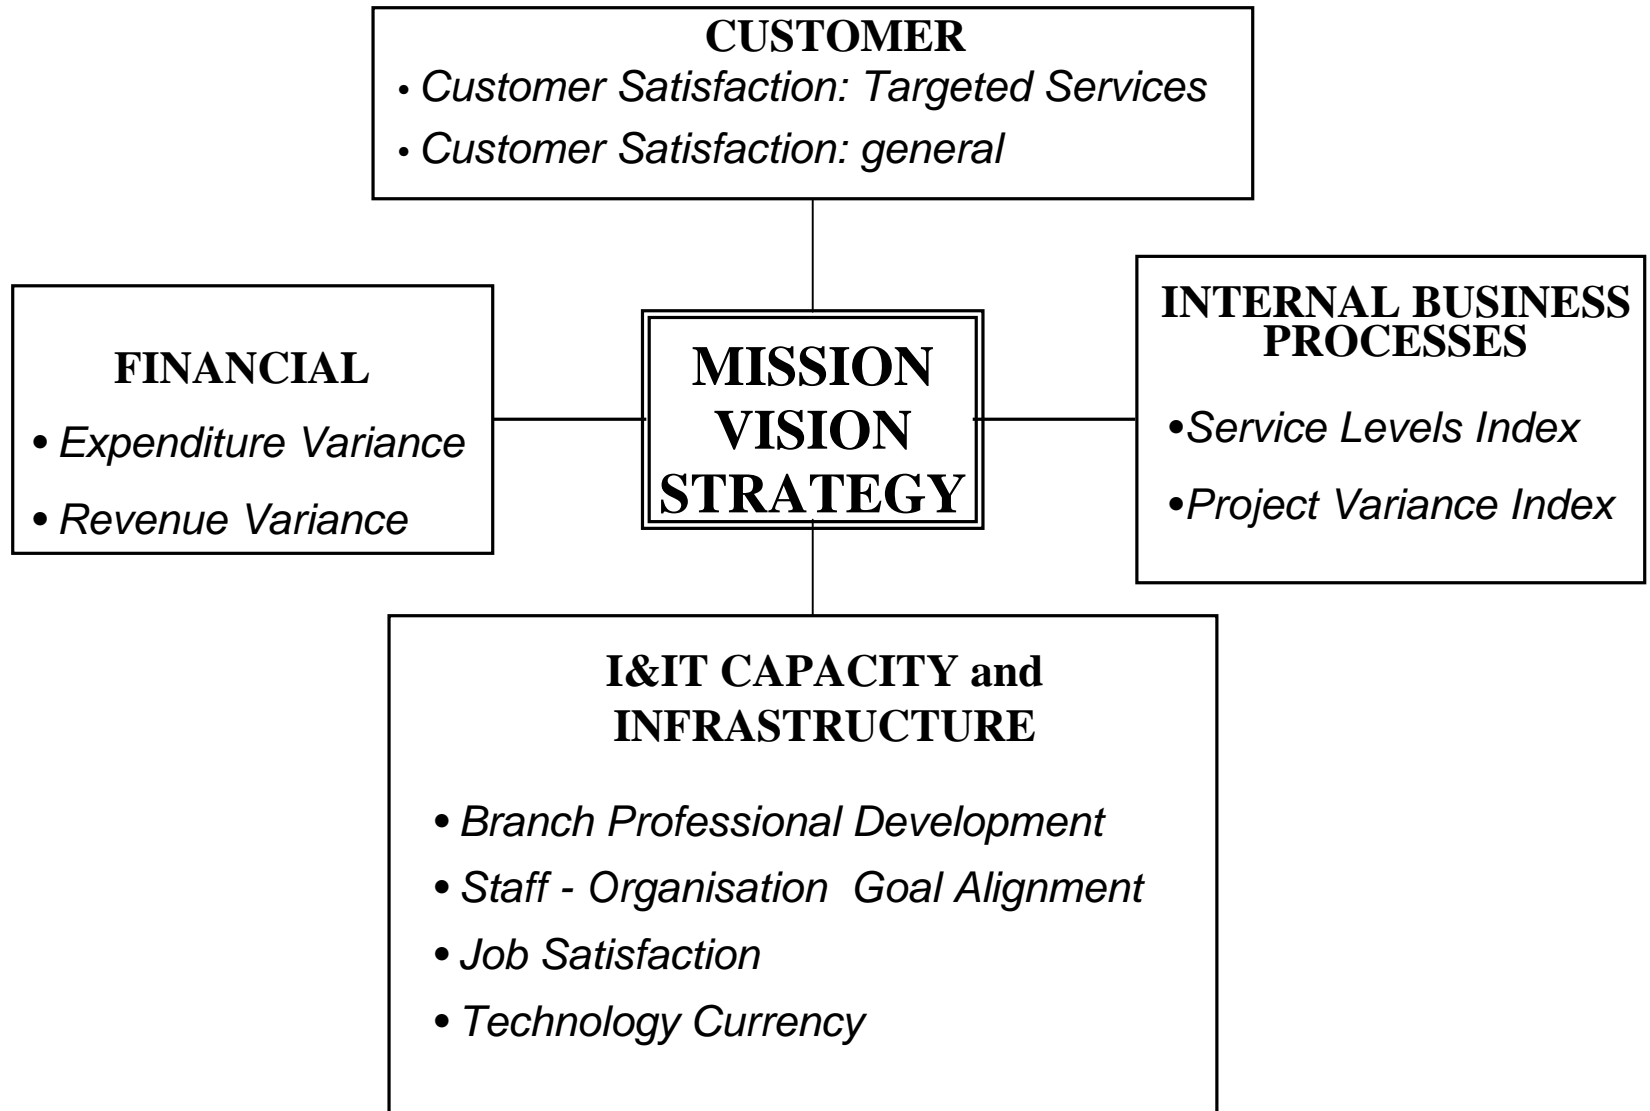 CUSTOMER
• Customer Satisfaction: Targeted Services
• Customer Satisfaction: general
FINANCIAL
• Expenditure Variance
• Revenue Variance
MISSION
VISION
STRATEGY
INTERNAL BUSINESS
PROCESSES
•Service Levels Index
•Project Variance Index
I&IT CAPACITY and
INFRASTRUCTURE
• Branch Professional Development
• Staff - Organisation  Goal Alignment
• Job Satisfaction
• Technology Currency